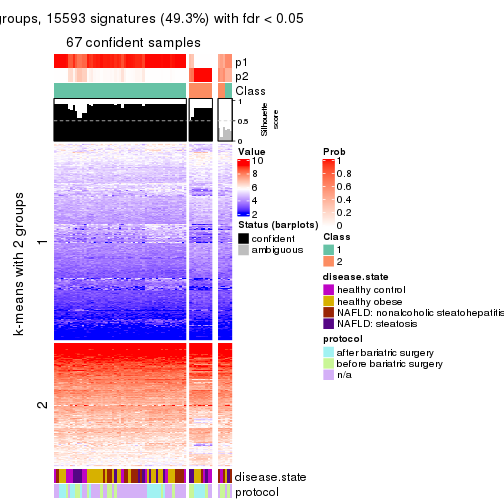 groups, 15593 signatures (49.3%) with fdr < 0.05
67 confident samples
p1
p2
Class
1
0.5
0
Silhouette
score
k-means with 2 groups
1
2
Value
10
8
6
4
2
Status (barplots)
confident
ambiguous
Prob
1
0.8
0.6
0.4
0.2
0
Class
1
2
disease.state
healthy control
healthy obese
NAFLD: nonalcoholic steatohepatitis
NAFLD: steatosis
protocol
after bariatric surgery
before bariatric surgery
n/a
disease.state
protocol